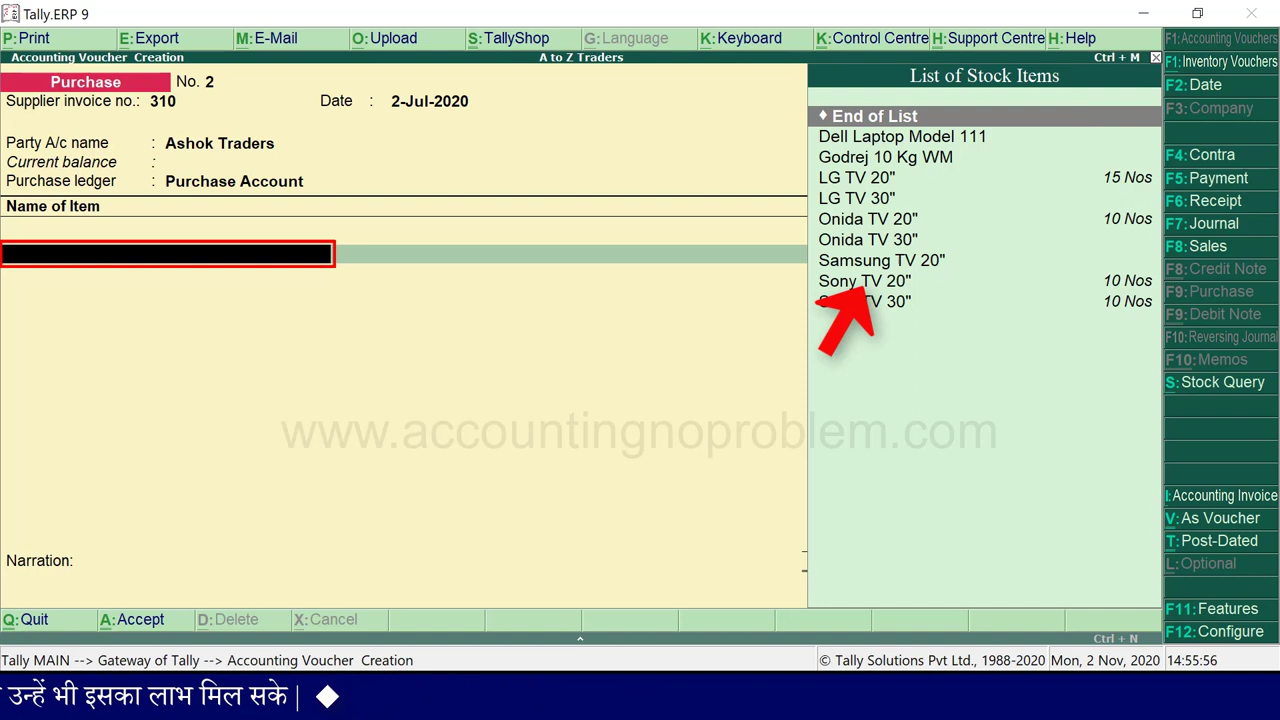 Tally.ERP 9
P: Print E: Export M: E-Mail O: Upload S: TallyShop G: Language K: Keyboard K: Control Centre H: Support Centre H: Help
Accounting Voucher Creation A to Z Traders Ctrl + M
Purchase No. 2
Supplier invoice no.: 310 Date : 2-Jul-2020
Party A/c name : Ashok Traders
Current balance :
Purchase ledger : Purchase Account
Name of Item
Narration:
List of Stock Items
♦ End of List
Dell Laptop Model 111
Godrej 10 Kg WM
LG TV 20" 15 Nos
LG TV 30"
Onida TV 20" 10 Nos
Onida TV 30"
Samsung TV 20"
Sony TV 20" 10 Nos
TV 30" 10 Nos
F1: Accounting Vouchers
F1: Inventory Vouchers
F2: Date
F3: Company
F4: Contra
F5: Payment
F6: Receipt
F7: Journal
F8: Sales
F8: Credit Note
F9: Purchase
F9: Debit Note
F10: Reversing Journal
F10: Memos
S: Stock Query
I: Accounting Invoice
V: As Voucher
T: Post-Dated
L: Optional
F11: Features
F12: Configure
www.accountingnoproblem.com
Q: Quit A: Accept D: Delete X: Cancel
Ctrl + N
Tally MAIN --> Gateway of Tally --> Accounting Voucher Creation © Tally Solutions Pvt Ltd., 1988-2020 Mon, 2 Nov, 2020 14:55:56
उन्हें भी इसका लाभ मिल सके | ◆